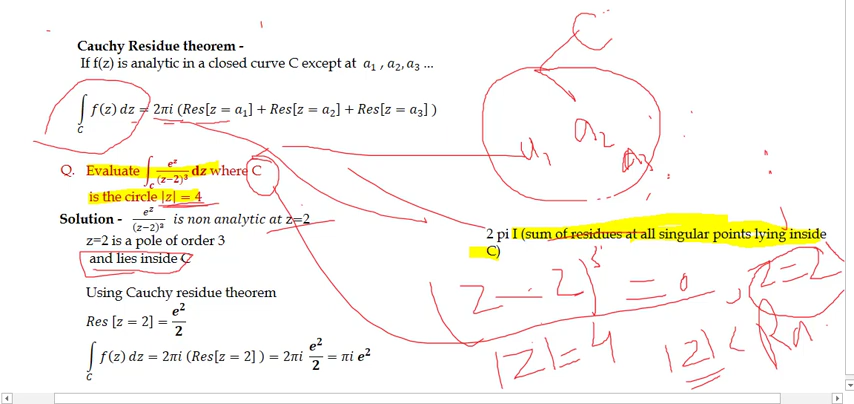 Cauchy Residue theorem -
If f(z) is analytic in a closed curve C except at a₁ , a₂, a₃ ...
∫_C f(z) dz = 2πi (Res[z = a₁] + Res[z = a₂] + Res[z = a₃] )
C
a₁
a₂
a₃
Q. Evaluate ∫_C e^z/(z−2)³ dz where C
is the circle |z| = 4
Solution - e^z/(z−2)³ is non analytic at z=2
z=2 is a pole of order 3
and lies inside C
2 pi I (sum of residues at all singular points lying inside
C)
Using Cauchy residue theorem
Res [z = 2] = e²/2
∫_C f(z) dz = 2πi (Res[z = 2] ) = 2πi e²/2 = πi e²
(z − 2)³ = 0 , z = 2
|z| = 4
|z| <